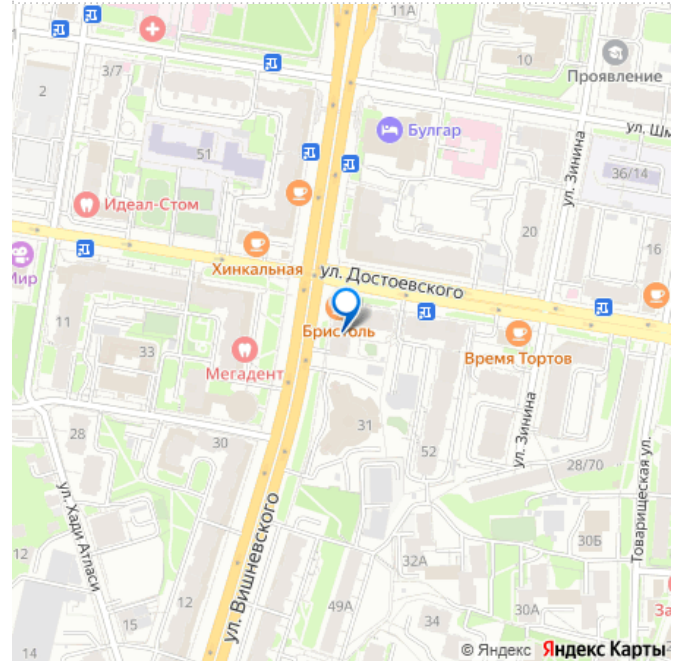 11А
3/7
10
Проявление
2
Булгар
ул. Шм
51
ул. Зинина
36/14
Идеал-Стом
20
16
Мир
Хинкальная
ул. Достоевского
11
Бристоль
33
Мегадент
Время Тортов
28
30
31
52
ул. Зинина
28/70
Товарищеская ул.
ул. Хади Атласи
ул. Вишневского
30Б
12
32А
12
49А
30А
За
15
34
14
© Яндекс Яндекс Карты